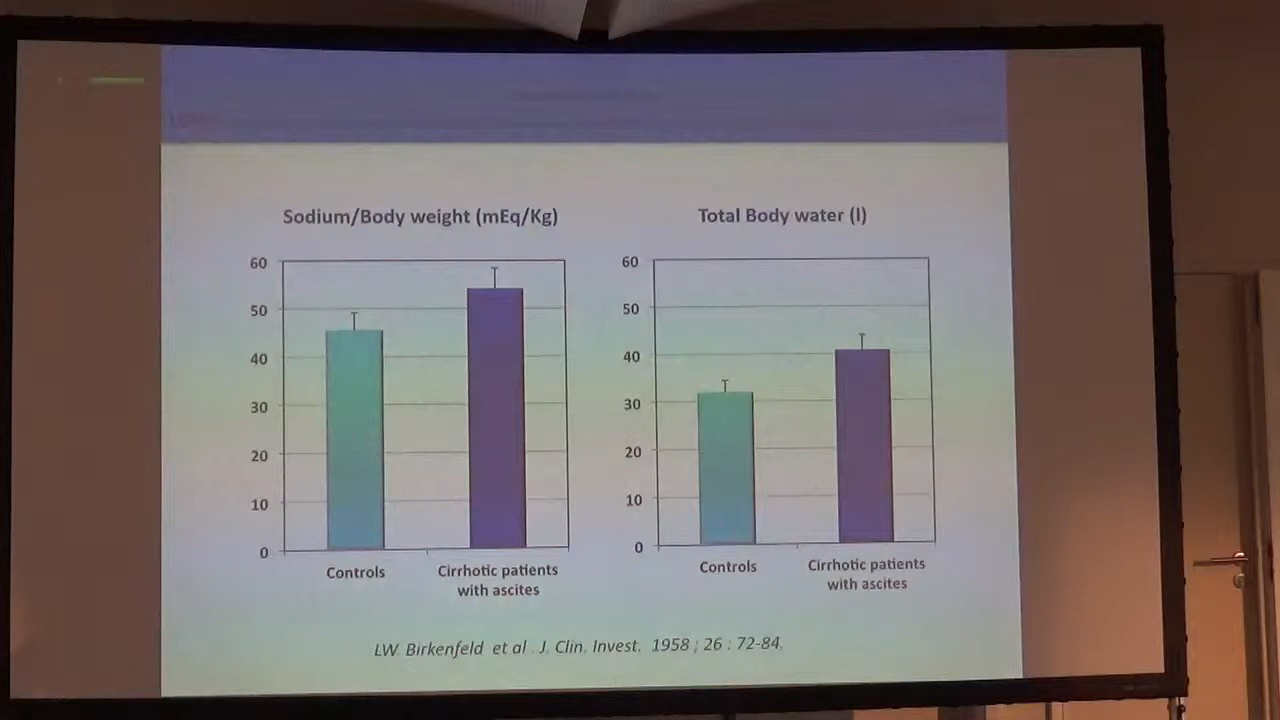 Sodium/Body weight (mEq/Kg)
60
50
40
30
20
10
0
Controls
Cirrhotic patients
with ascites
Total Body water (l)
60
50
40
30
20
10
0
Controls
Cirrhotic patients
with ascites
LW. Birkenfeld et al . J. Clin. Invest. 1958 ; 26 : 72-84.